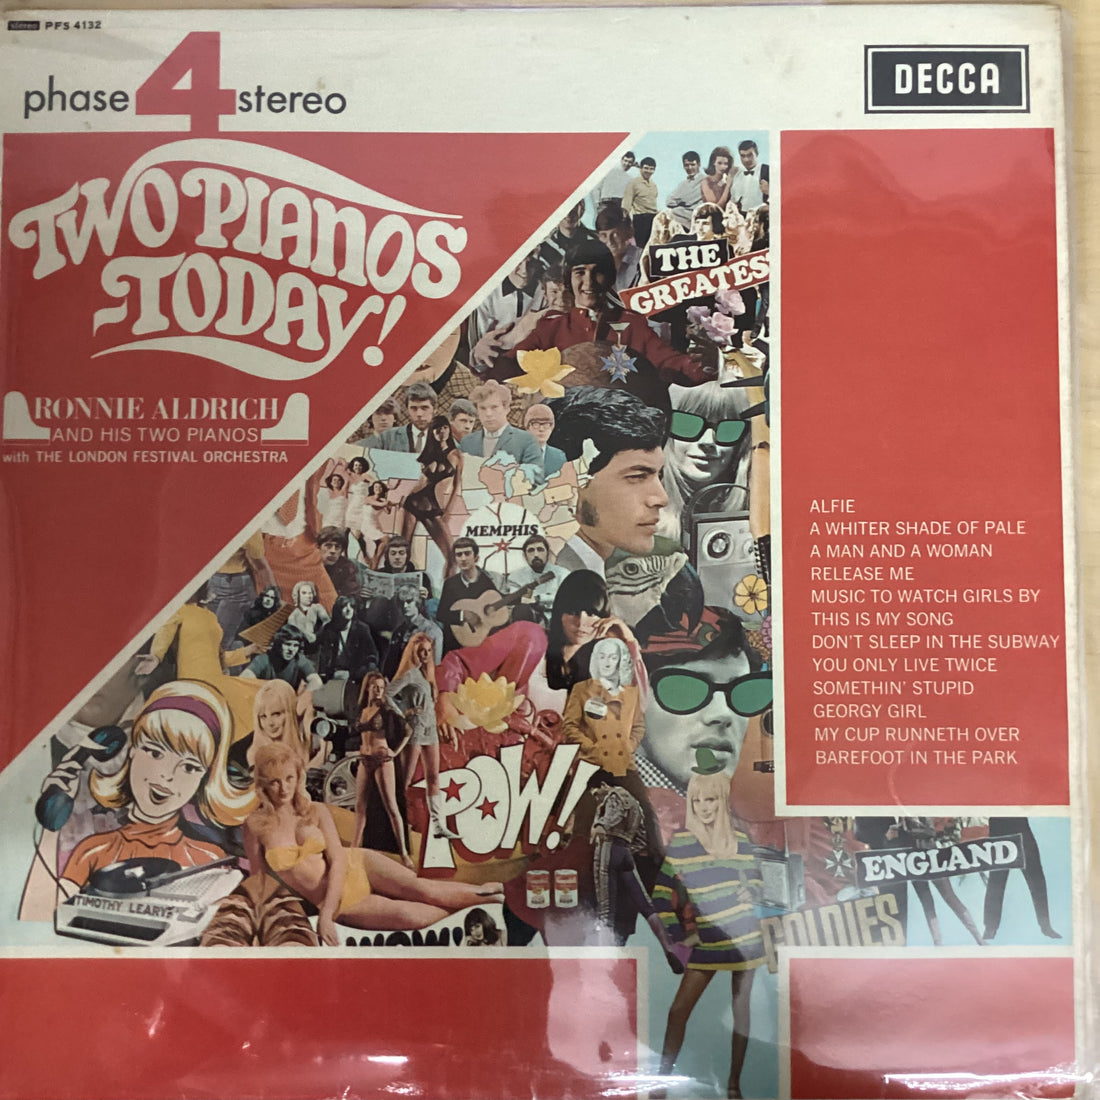 stereo PFS 4132
phase 4 stereo
DECCA
TWO PIANOS
TODAY!
RONNIE ALDRICH
AND HIS TWO PIANOS
with THE LONDON FESTIVAL ORCHESTRA
THE
GREATEST
MEMPHIS
POW!
TIMOTHY LEARY?
WOW!
ALFIE
A WHITER SHADE OF PALE
A MAN AND A WOMAN
RELEASE ME
MUSIC TO WATCH GIRLS BY
THIS IS MY SONG
DON'T SLEEP IN THE SUBWAY
YOU ONLY LIVE TWICE
SOMETHIN' STUPID
GEORGY GIRL
MY CUP RUNNETH OVER
BAREFOOT IN THE PARK
ENGLAND
GOLDIES